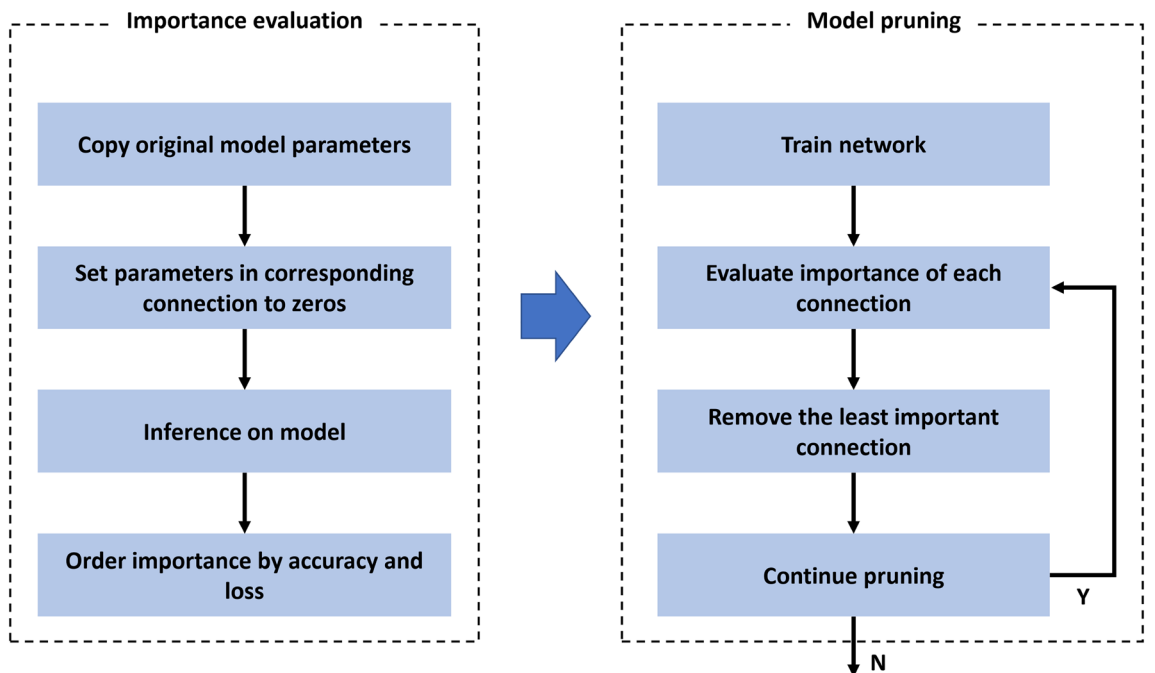 Importance evaluation
Copy original model parameters
Set parameters in corresponding
connection to zeros
Inference on model
Order importance by accuracy and
loss
Model pruning
Train network
Evaluate importance of each
connection
Remove the least important
connection
Continue pruning
Y
N